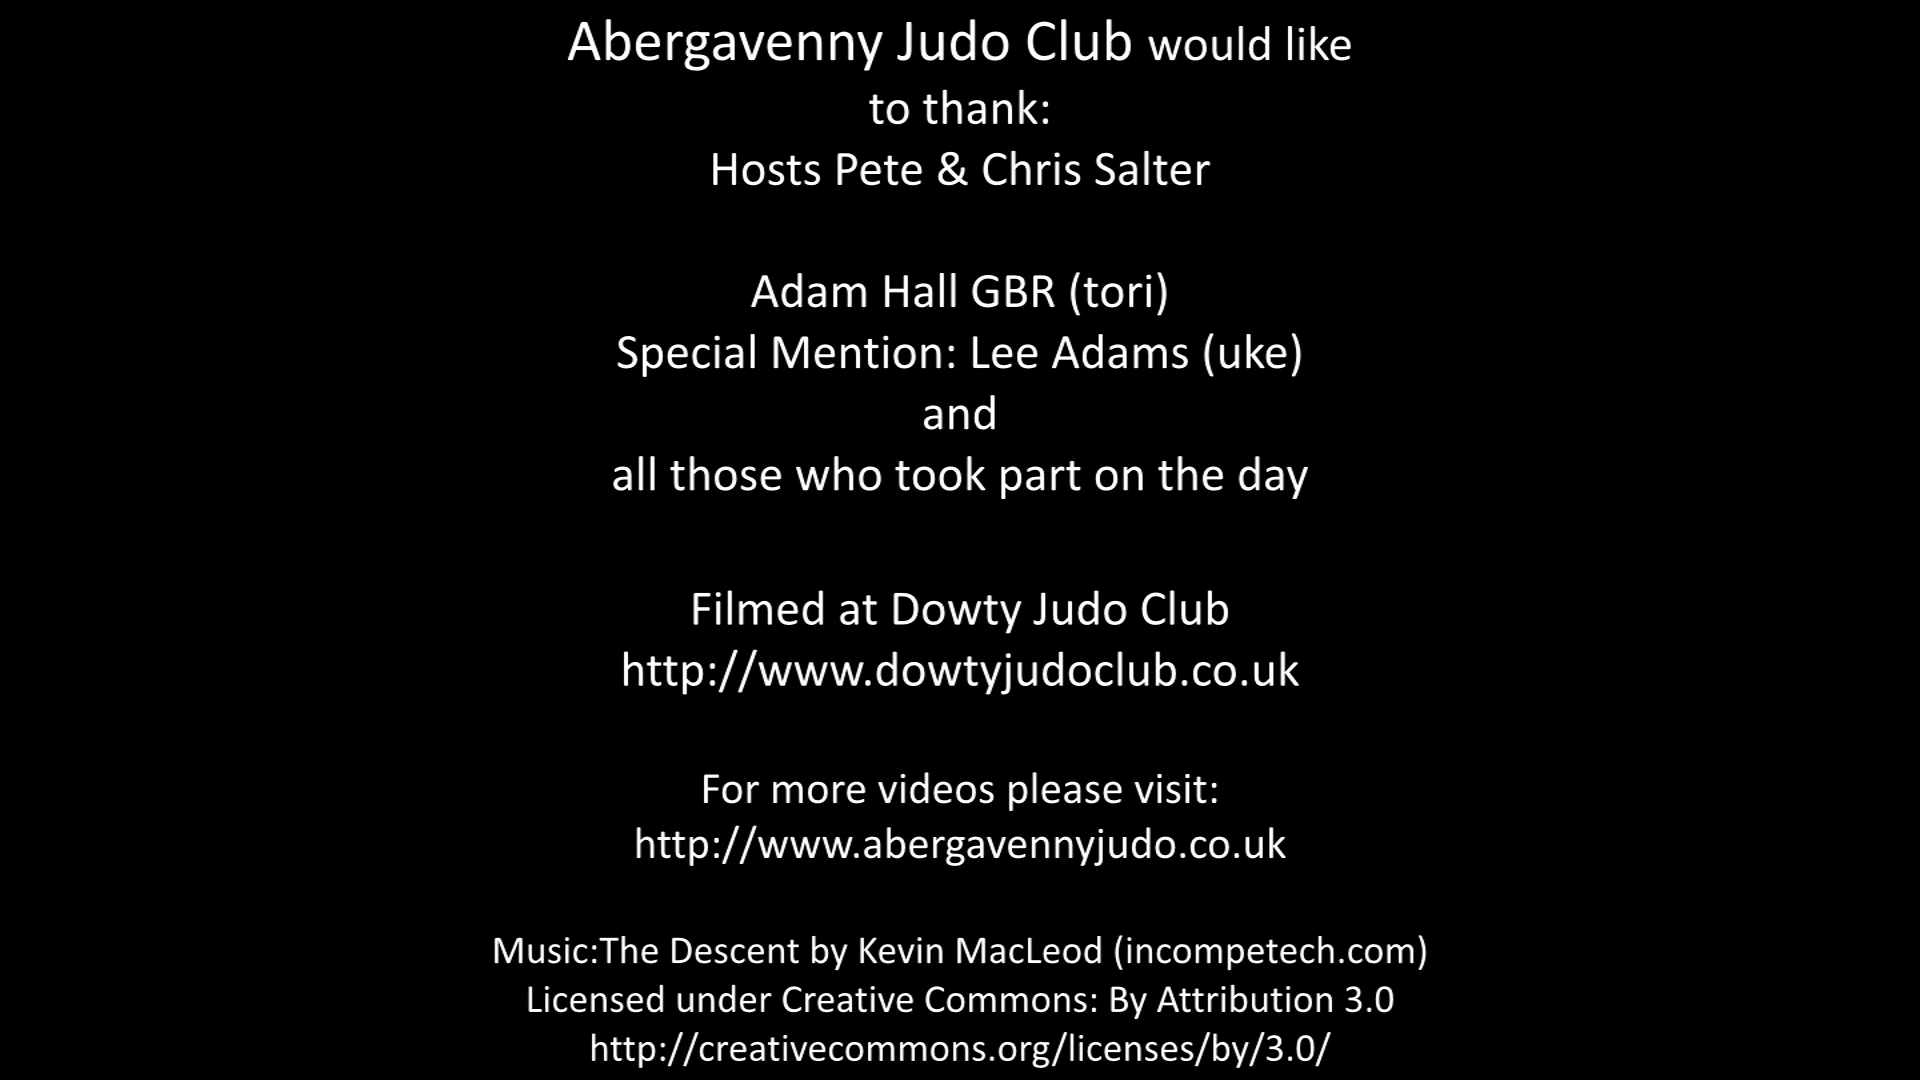 Abergavenny Judo Club would like
to thank:
Hosts Pete & Chris Salter
Adam Hall GBR (tori)
Special Mention: Lee Adams (uke)
and
all those who took part on the day
Filmed at Dowty Judo Club
http://www.dowtyjudoclub.co.uk
For more videos please visit:
http://www.abergavennyjudo.co.uk
Music:The Descent by Kevin MacLeod (incompetech.com)
Licensed under Creative Commons: By Attribution 3.0
http://creativecommons.org/licenses/by/3.0/